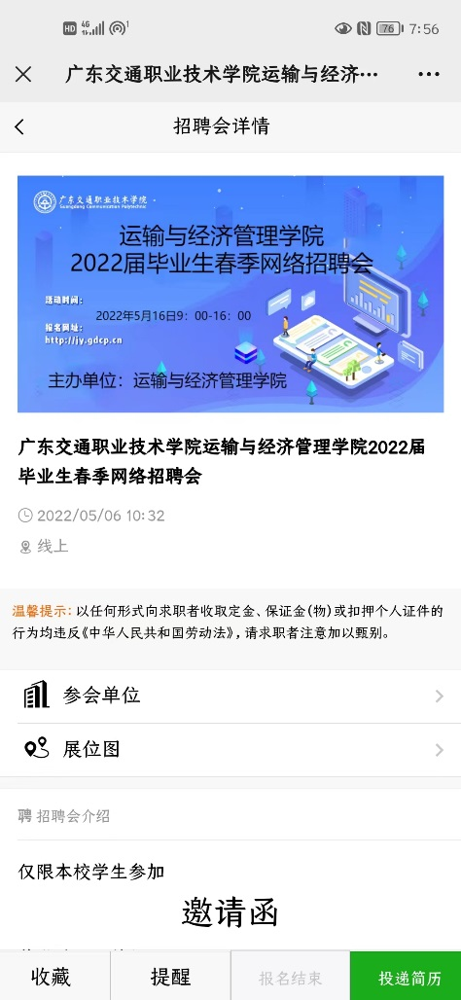 HD 4G 1 76 7:56
广东交通职业技术学院运输与经济…
招聘会详情
广东交通职业技术学院
Guangdong Communication Polytechnic
运输与经济管理学院
2022届毕业生春季网络招聘会
活动时间：
2022年5月16日9：00-16：00
报名网址：
http://jy.gdcp.cn
主办单位：运输与经济管理学院
广东交通职业技术学院运输与经济管理学院2022届
毕业生春季网络招聘会
2022/05/06 10:32
线上
温馨提示：以任何形式向求职者收取定金、保证金(物)或扣押个人证件的
行为均违反《中华人民共和国劳动法》，请求职者注意加以甄别。
参会单位
展位图
聘 招聘会介绍
仅限本校学生参加
邀请函
收藏 提醒 报名结束 投递简历